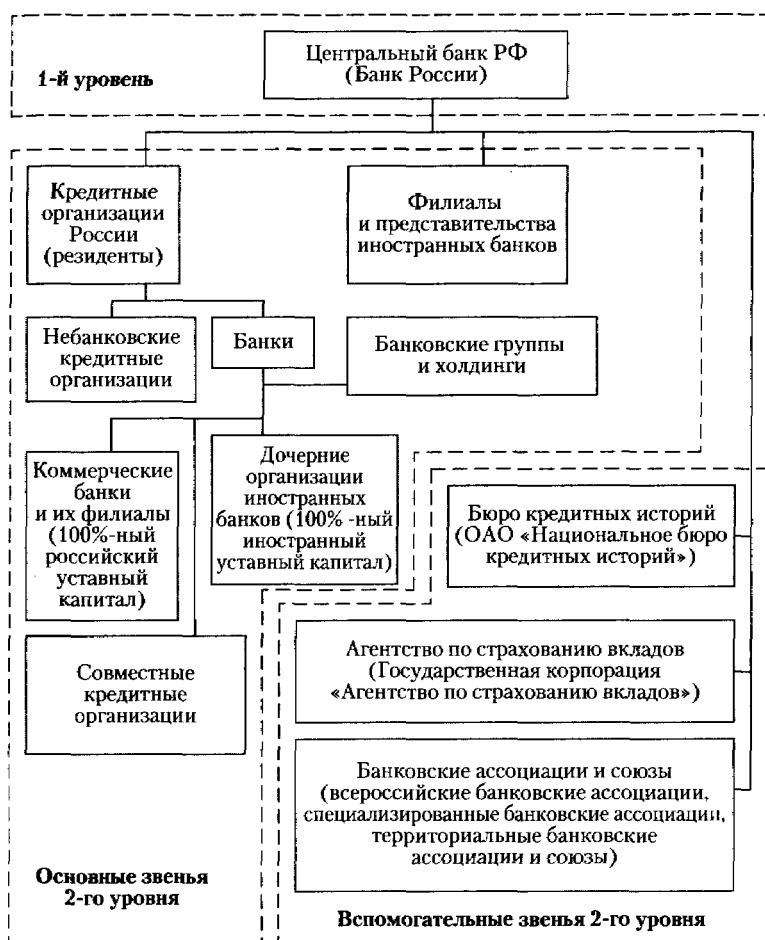 Центральный банк РФ
(Банк России)
1-й уровень
Кредитные
организации
России
(резиденты)
Филиалы
и представительства
иностранных банков
Небанковские
кредитные
организации
Банки
Банковские группы
и холдинги
Коммерческие
банки
и их филиалы
(100%-ный
российский
уставный
капитал)
Дочерние
организации
иностранных
банков (100% -ный
иностранный
уставный капитал)
Бюро кредитных историй
(ОАО «Национальное бюро
кредитных историй»)
Совместные
кредитные
организации
Агентство по страхованию вкладов
(Государственная корпорация
«Агентство по страхованию вкладов»)
Банковские ассоциации и союзы
(всероссийские банковские ассоциации,
специализированные банковские ассоциации,
территориальные банковские
ассоциации и союзы)
Основные звенья
2-го уровня
Вспомогательные звенья 2-го уровня